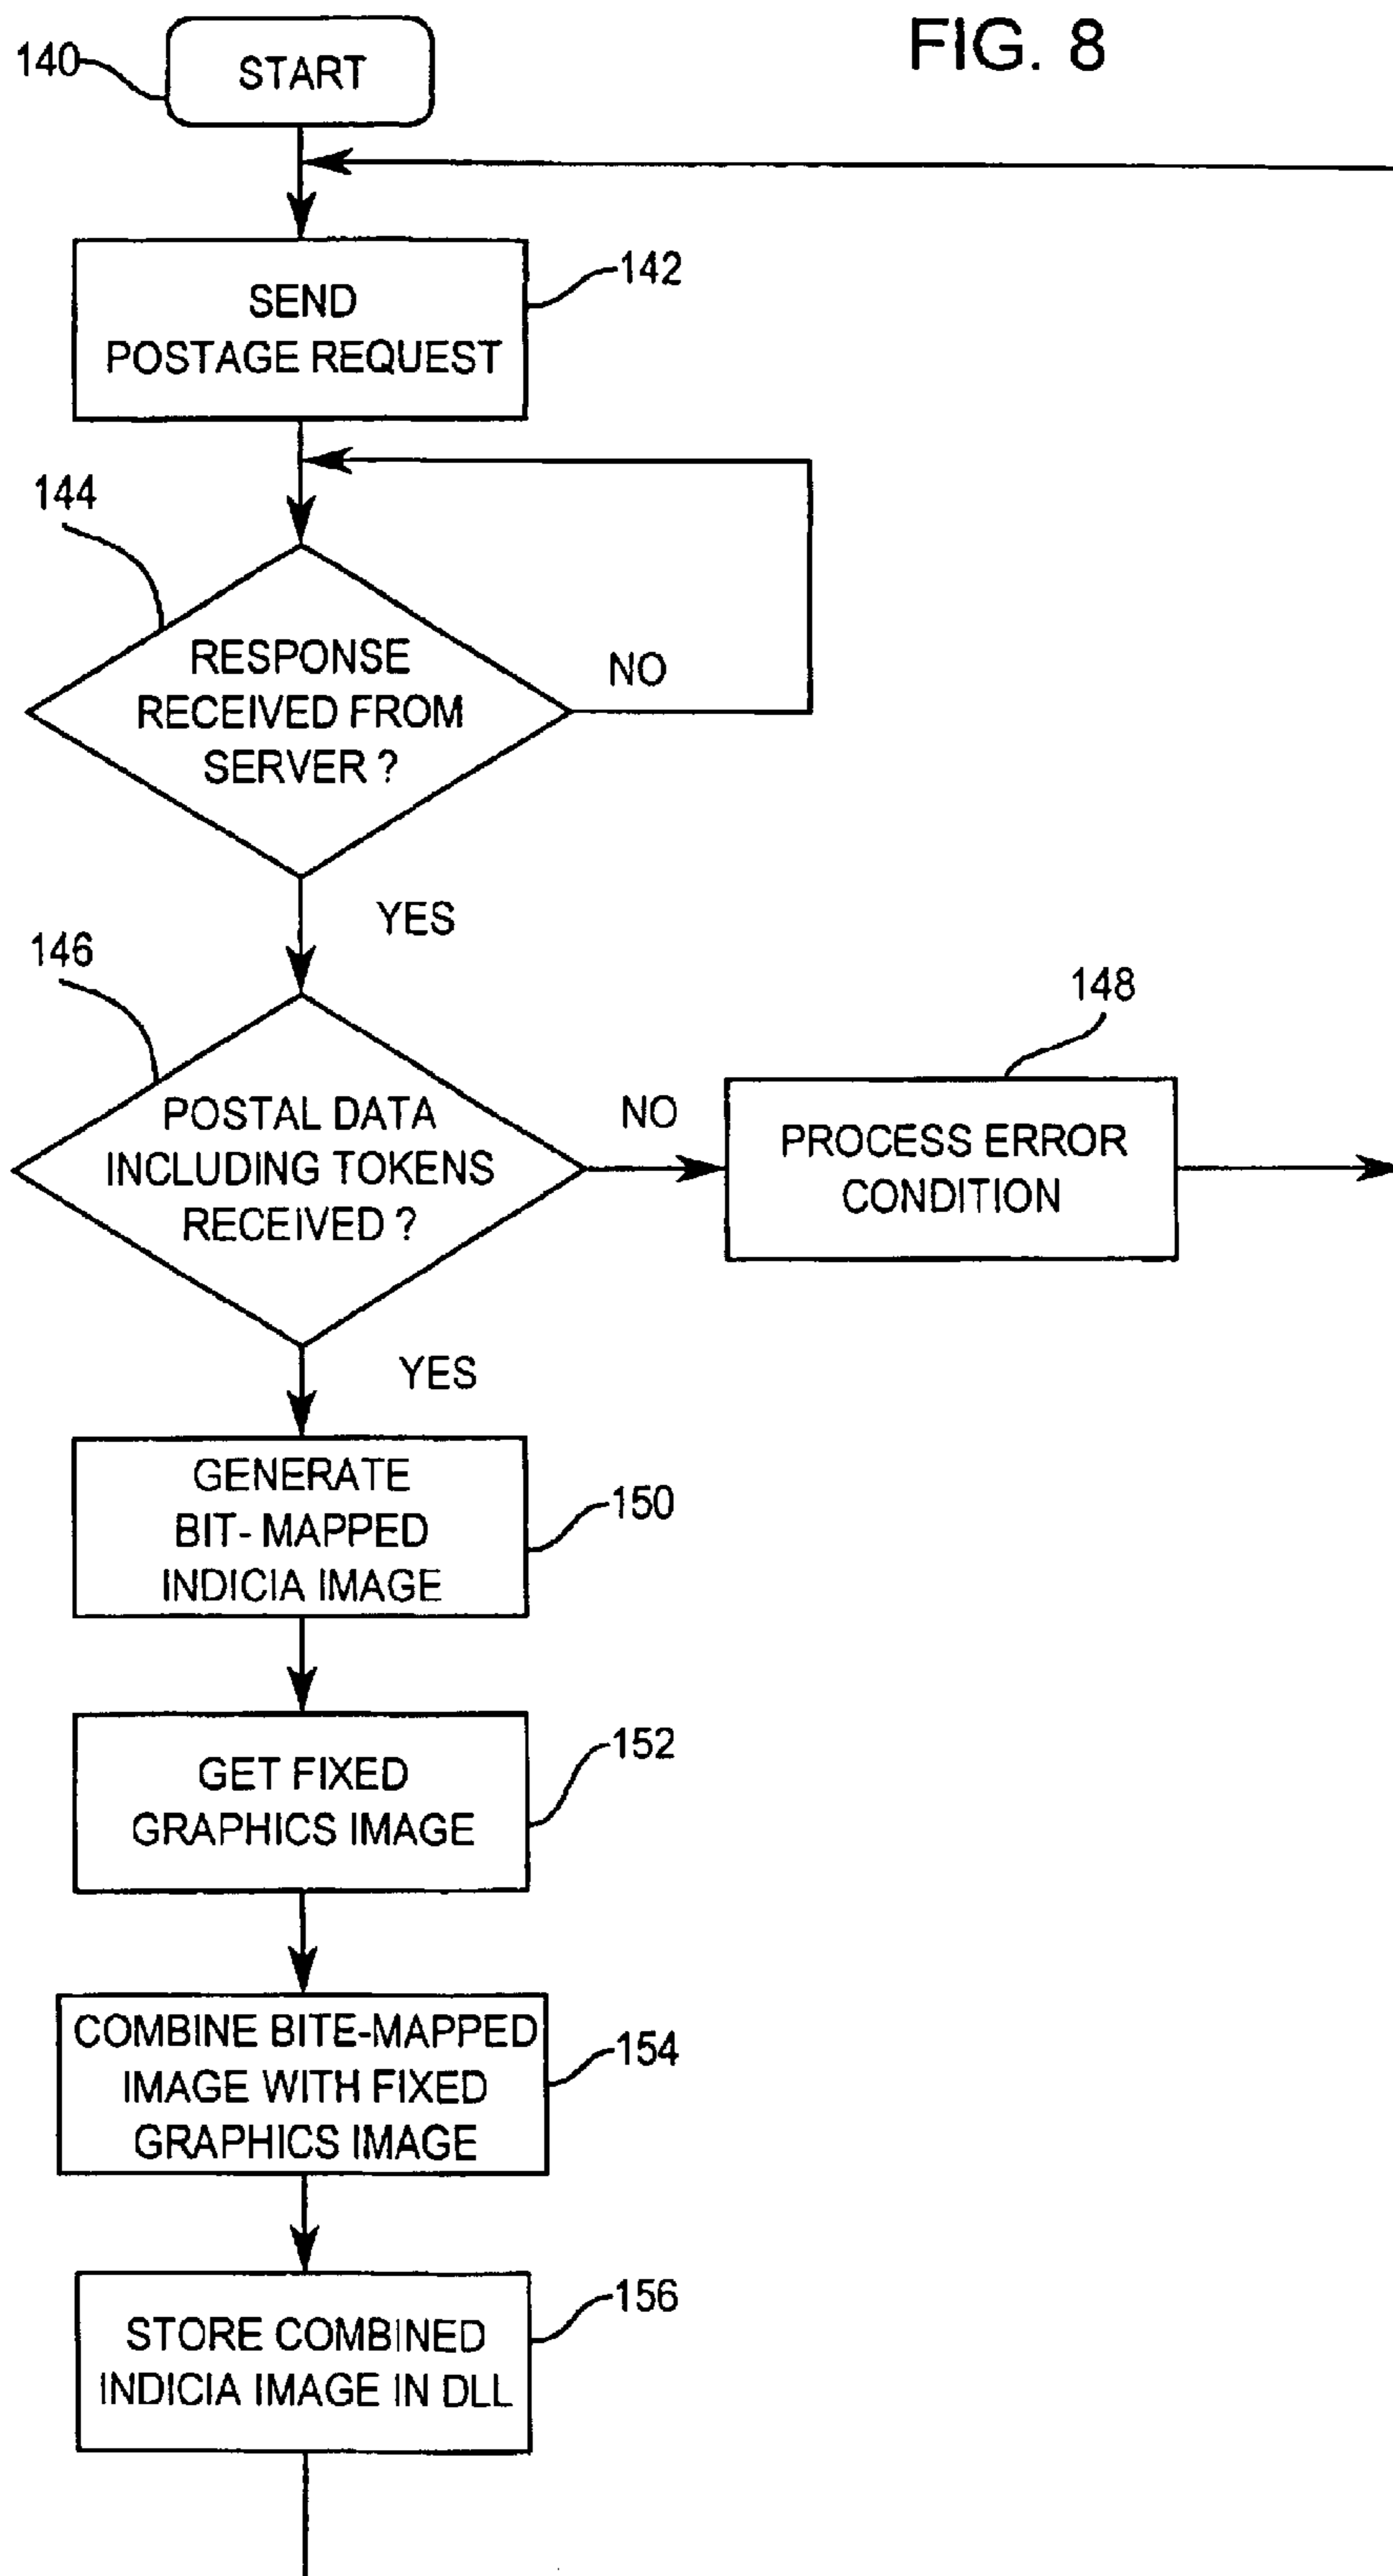 FIG. 8
140
START
SEND
POSTAGE REQUEST
142
144
RESPONSE
RECEIVED FROM
SERVER ?
NO
YES
146
POSTAL DATA
INCLUDING TOKENS
RECEIVED ?
NO
148
PROCESS ERROR
CONDITION
YES
GENERATE
BIT- MAPPED
INDICIA IMAGE
150
GET FIXED
GRAPHICS IMAGE
152
COMBINE BITE-MAPPED
IMAGE WITH FIXED
GRAPHICS IMAGE
154
STORE COMBINED
INDICIA IMAGE IN DLL
156